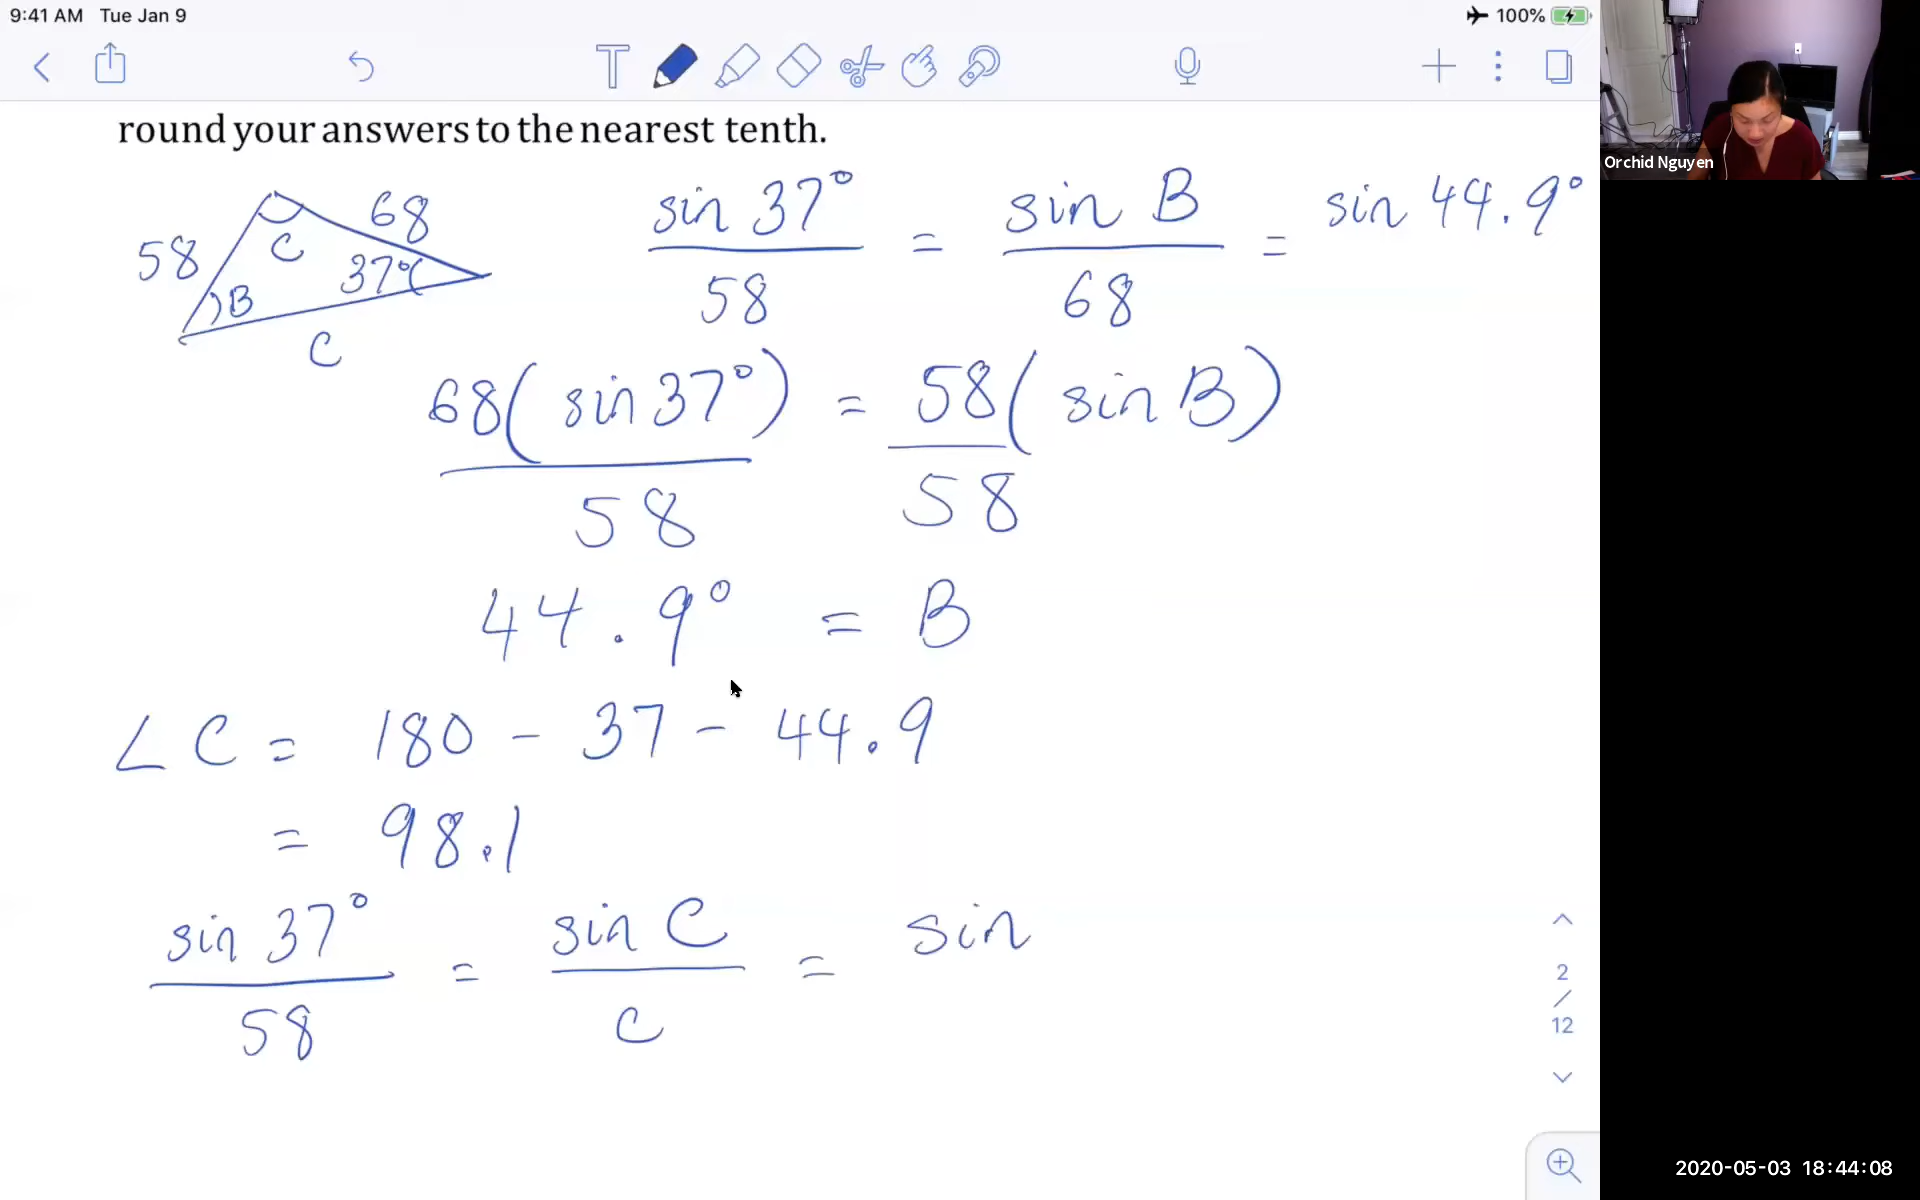 9:41 AM Tue Jan 9
100%
T
round your answers to the nearest tenth.
58 68 C 37° B C
sin 37° / 58 = sin B / 68 = sin 44.9°
68(sin 37°) / 58 = 58(sin B) / 58
44.9° = B
∠C = 180 - 37 - 44.9
= 98.1
sin 37° / 58 = sin C / c = sin
2 / 12
Orchid Nguyen
2020-05-03 18:44:08